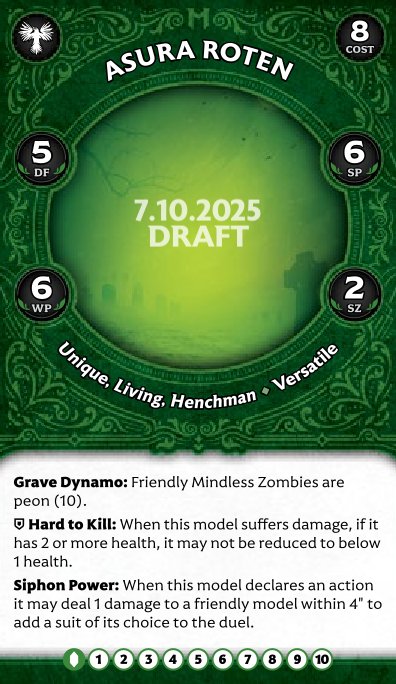 8
COST
ASURA ROTEN
5
DF
6
SP
7.10.2025
DRAFT
6
WP
2
SZ
Unique, Living, Henchman • Versatile
Grave Dynamo: Friendly Mindless Zombies are
peon (10).
Hard to Kill: When this model suffers damage, if it
has 2 or more health, it may not be reduced to below
1 health.
Siphon Power: When this model declares an action
it may deal 1 damage to a friendly model within 4" to
add a suit of its choice to the duel.
1 2 3 4 5 6 7 8 9 10